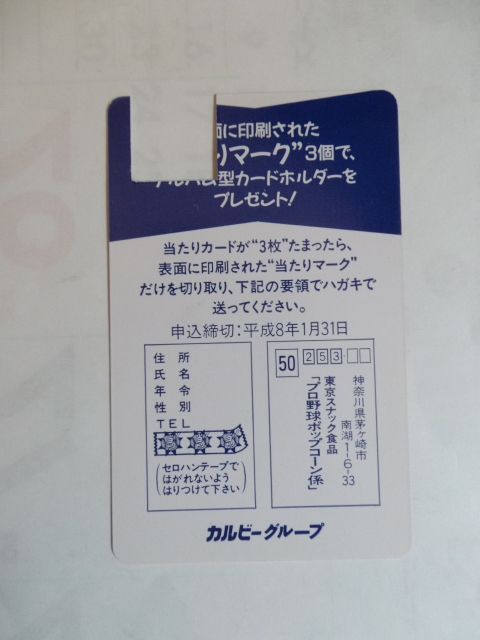 面に印刷された
りマーク”3個で、
型カードホルダーを
プレゼント!
当たりカードが“3枚”たまったら、
表面に印刷された“当たりマーク”
だけを切り取り、下記の要領でハガキで
送ってください。
申込締切:平成8年1月31日
住所
氏名
年令
性別
TEL
(セロハンテープで
はがれないよう
はりつけて下さい)
50 253-
神奈川県茅ヶ崎市
南湖1-6-33
東京スナック食品
「プロ野球ポップコーン係」
カルビーグループ